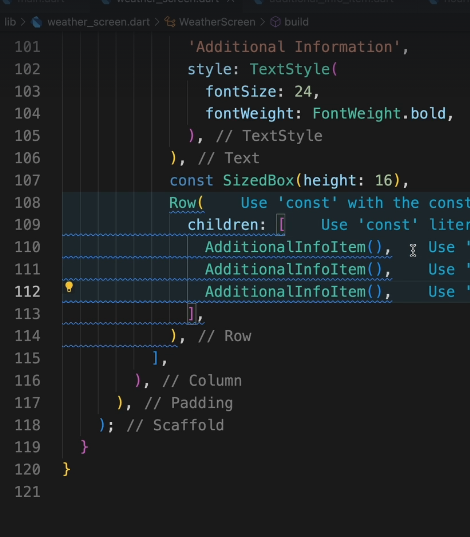 lib > weather_screen.dart > WeatherScreen > build
101 'Additional Information',
102 style: TextStyle(
103 fontSize: 24,
104 fontWeight: FontWeight.bold,
105 ), // TextStyle
106 ), // Text
107 const SizedBox(height: 16),
108 Row( Use 'const' with the const
109 children: [ Use 'const' liter
110 AdditionalInfoItem(), Use '
111 AdditionalInfoItem(), Use '
112 AdditionalInfoItem(), Use '
113 ],
114 ), // Row
115 ],
116 ), // Column
117 ), // Padding
118 ); // Scaffold
119 }
120 }
121